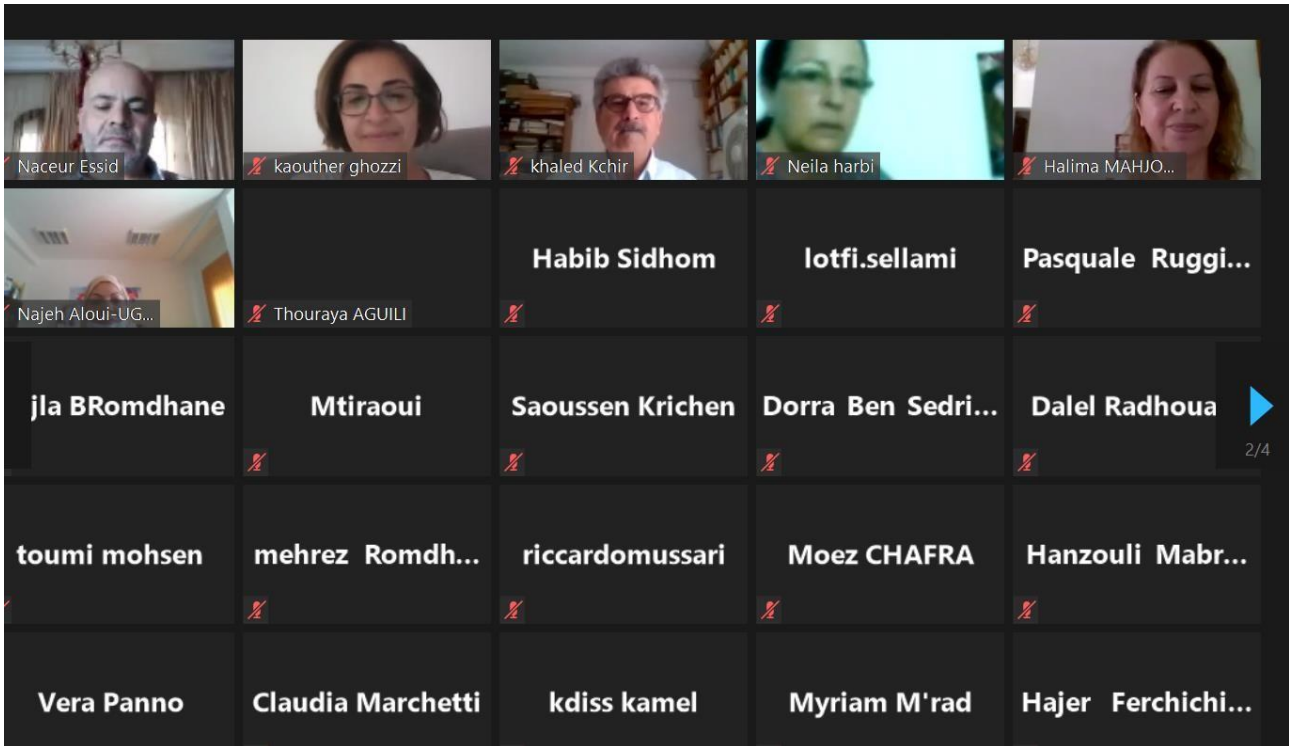 Naceur Essid
kaouther ghozzi
khaled Kchir
Neila harbi
Halima MAHJO...
Najeh Aloui-UG...
Thouraya AGUILI
Habib Sidhom
lotfi.sellami
Pasquale Ruggi...
jla BRomdhane
Mtiraoui
Saoussen Krichen
Dorra Ben Sedri...
Dalel Radhoua
2/4
toumi mohsen
mehrez Romdh...
riccardomussari
Moez CHAFRA
Hanzouli Mabr...
Vera Panno
Claudia Marchetti
kdiss kamel
Myriam M'rad
Hajer Ferchichi...